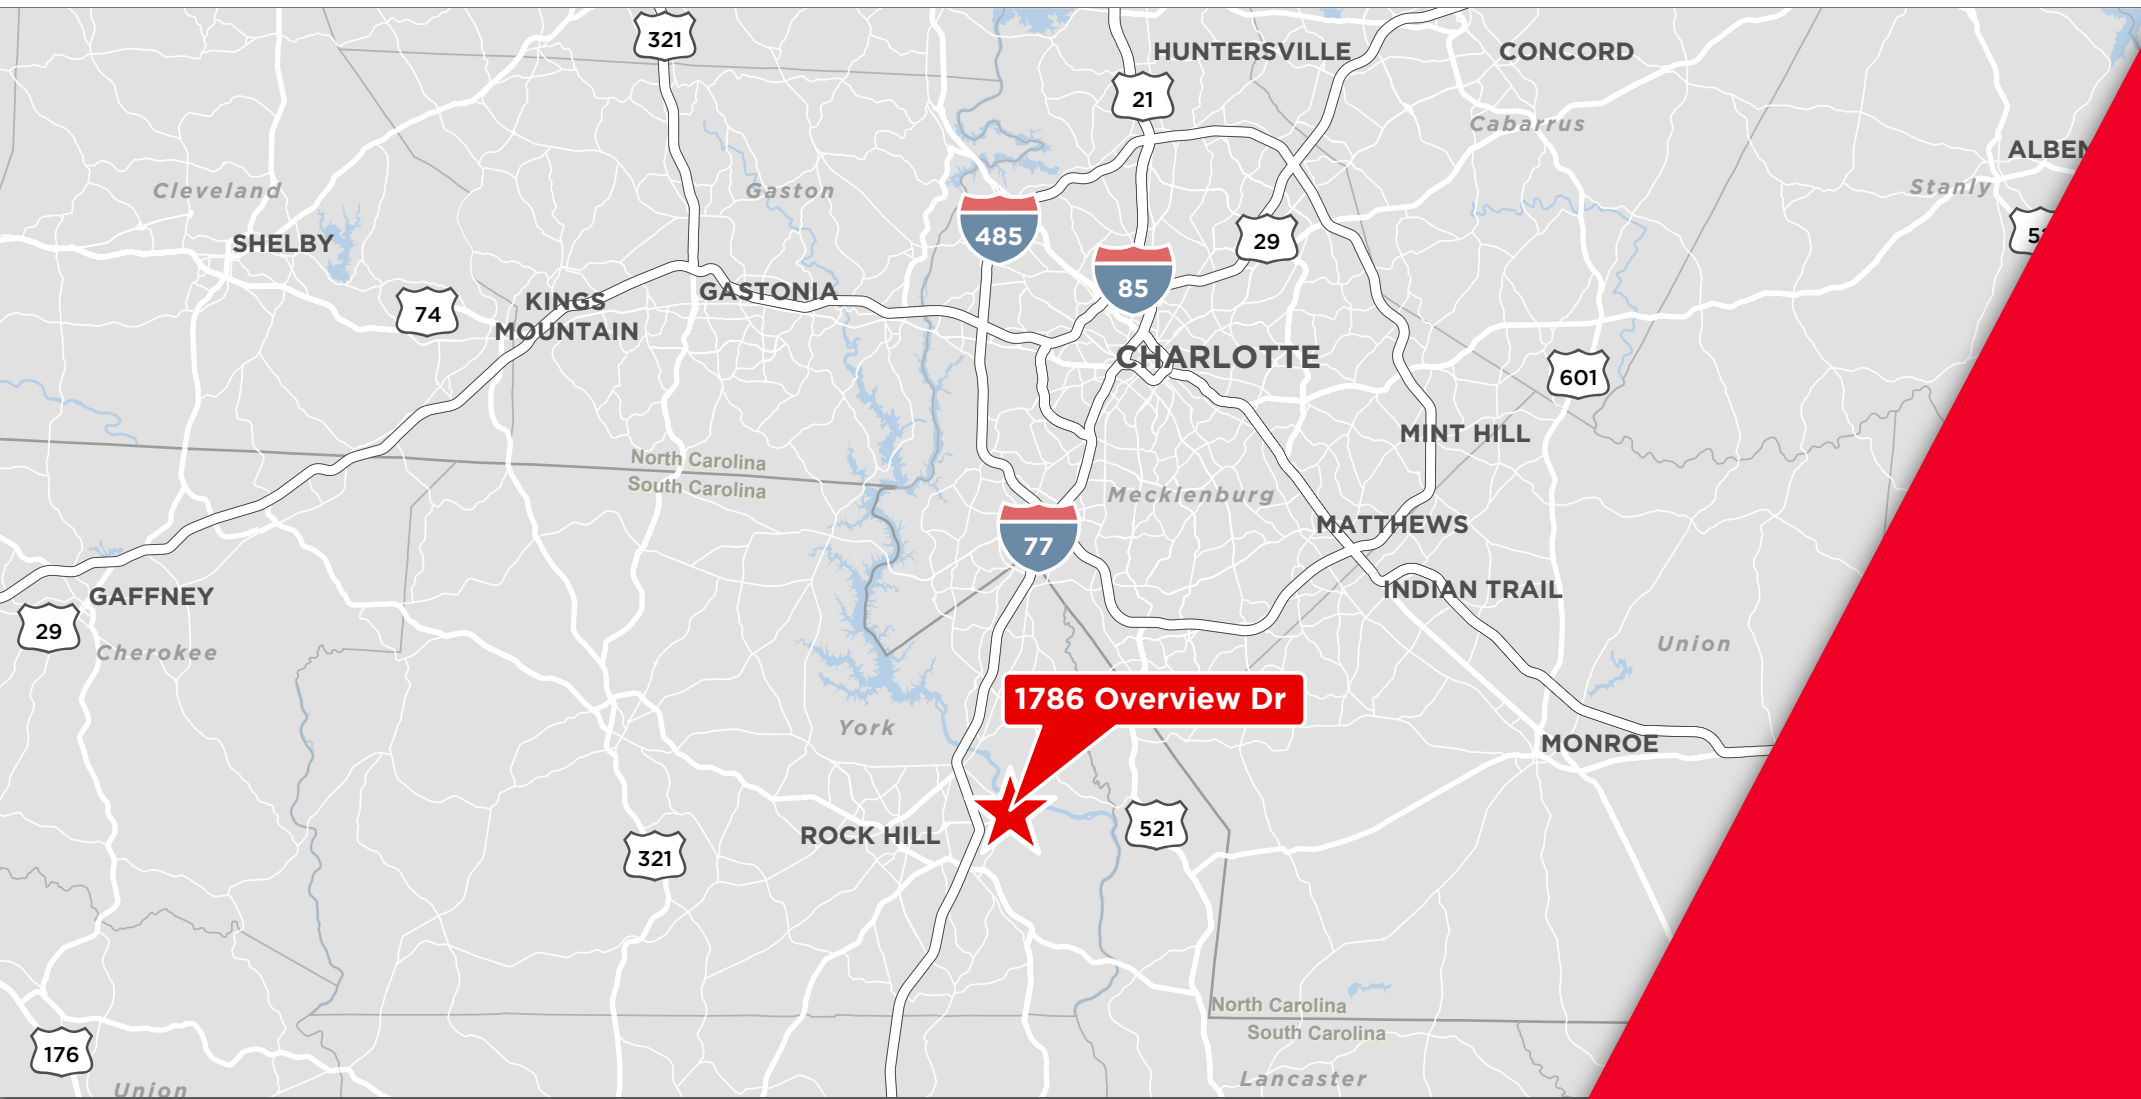 321
HUNTERSVILLE
CONCORD
21
Cabarrus
Cleveland
Gaston
Stanly
SHELBY
485
29
85
74
KINGS
MOUNTAIN
GASTONIA
CHARLOTTE
601
MINT HILL
North Carolina
South Carolina
Mecklenburg
MATTHEWS
77
INDIAN TRAIL
GAFFNEY
29
Cherokee
Union
1786 Overview Dr
York
MONROE
ROCK HILL
521
321
North Carolina
South Carolina
176
Lancaster
Union